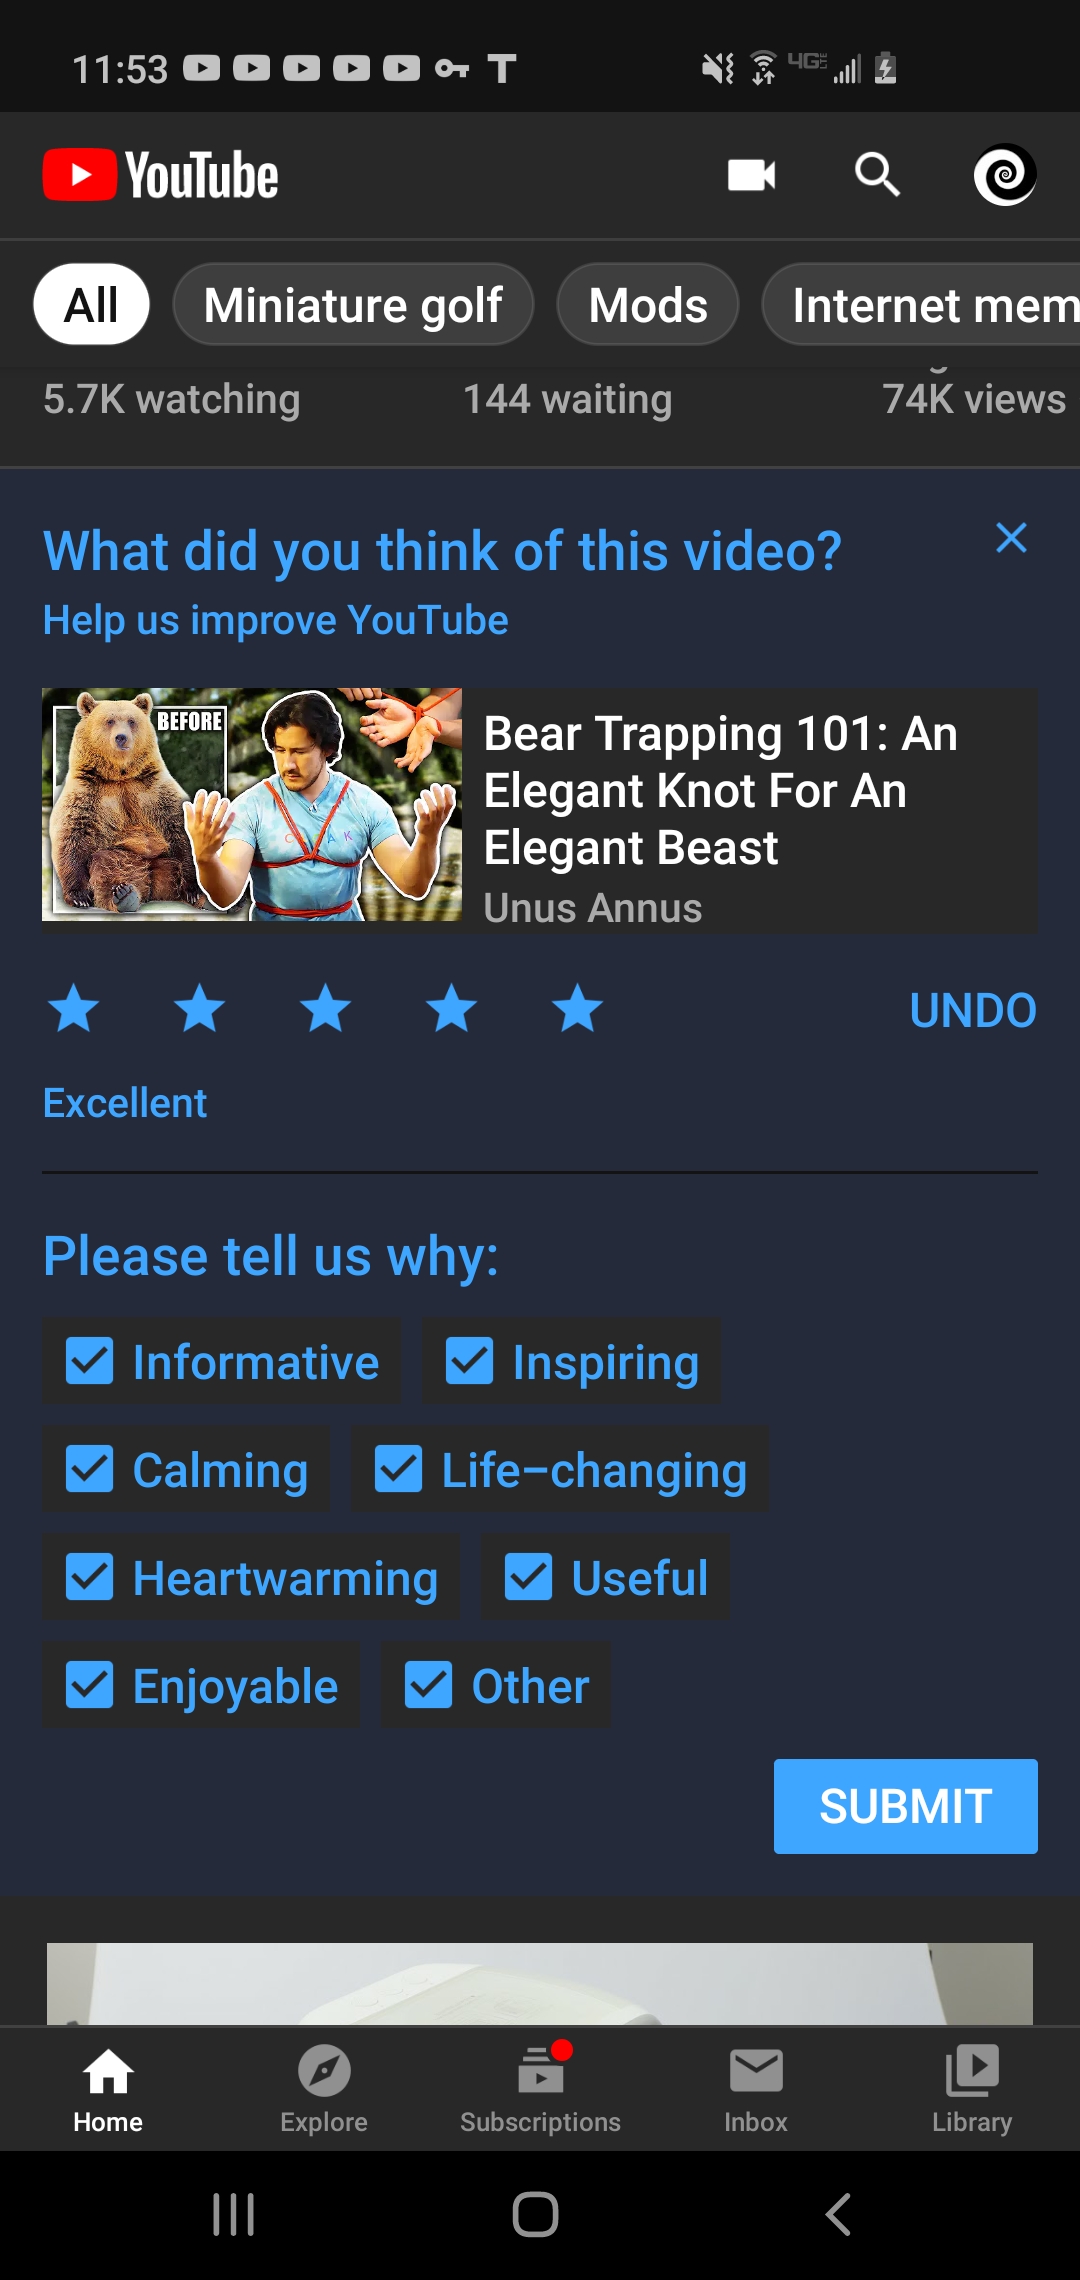 11:53 T 4G LTE
YouTube
All Miniature golf Mods Internet mem
5.7K watching 144 waiting 74K views
What did you think of this video?
Help us improve YouTube
BEFORE
Bear Trapping 101: An
Elegant Knot For An
Elegant Beast
Unus Annus
UNDO
Excellent
Please tell us why:
Informative Inspiring
Calming Life-changing
Heartwarming Useful
Enjoyable Other
SUBMIT
Home Explore Subscriptions Inbox Library